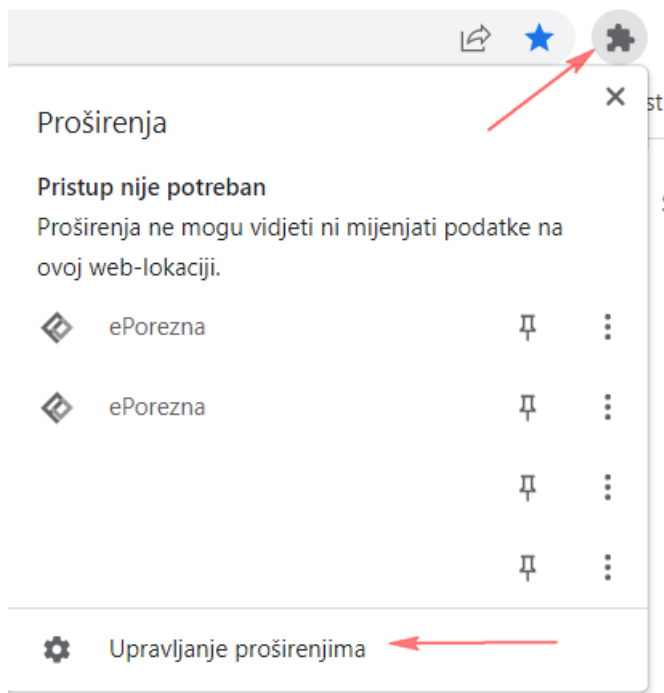 st
Proširenja
Pristup nije potreban
Proširenja ne mogu vidjeti ni mijenjati podatke na
ovoj web-lokaciji.
ePorezna
ePorezna
Upravljanje proširenjima